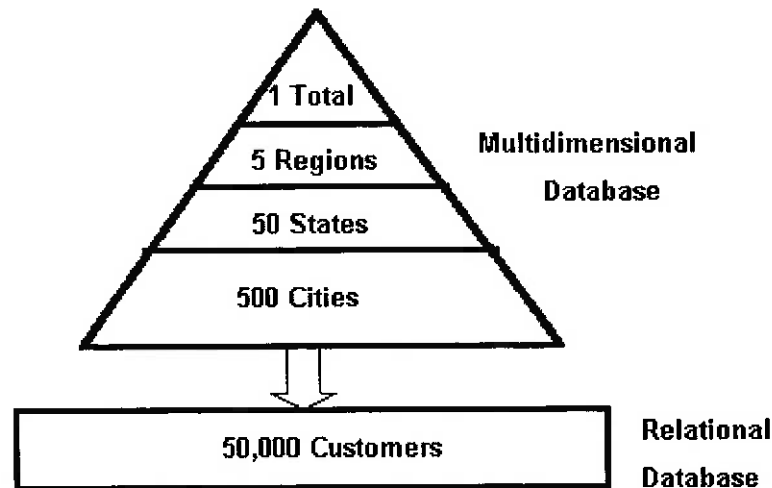 1 Total
5 Regions
Multidimensional
Database
50 States
500 Cities
50,000 Customers
Relational
Database